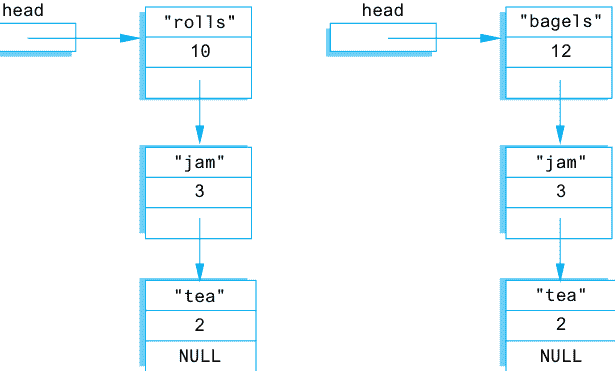 head
"rolls"
10
"jam"
3
"tea"
2
NULL
head
"bagels"
12
"jam"
3
"tea"
2
NULL